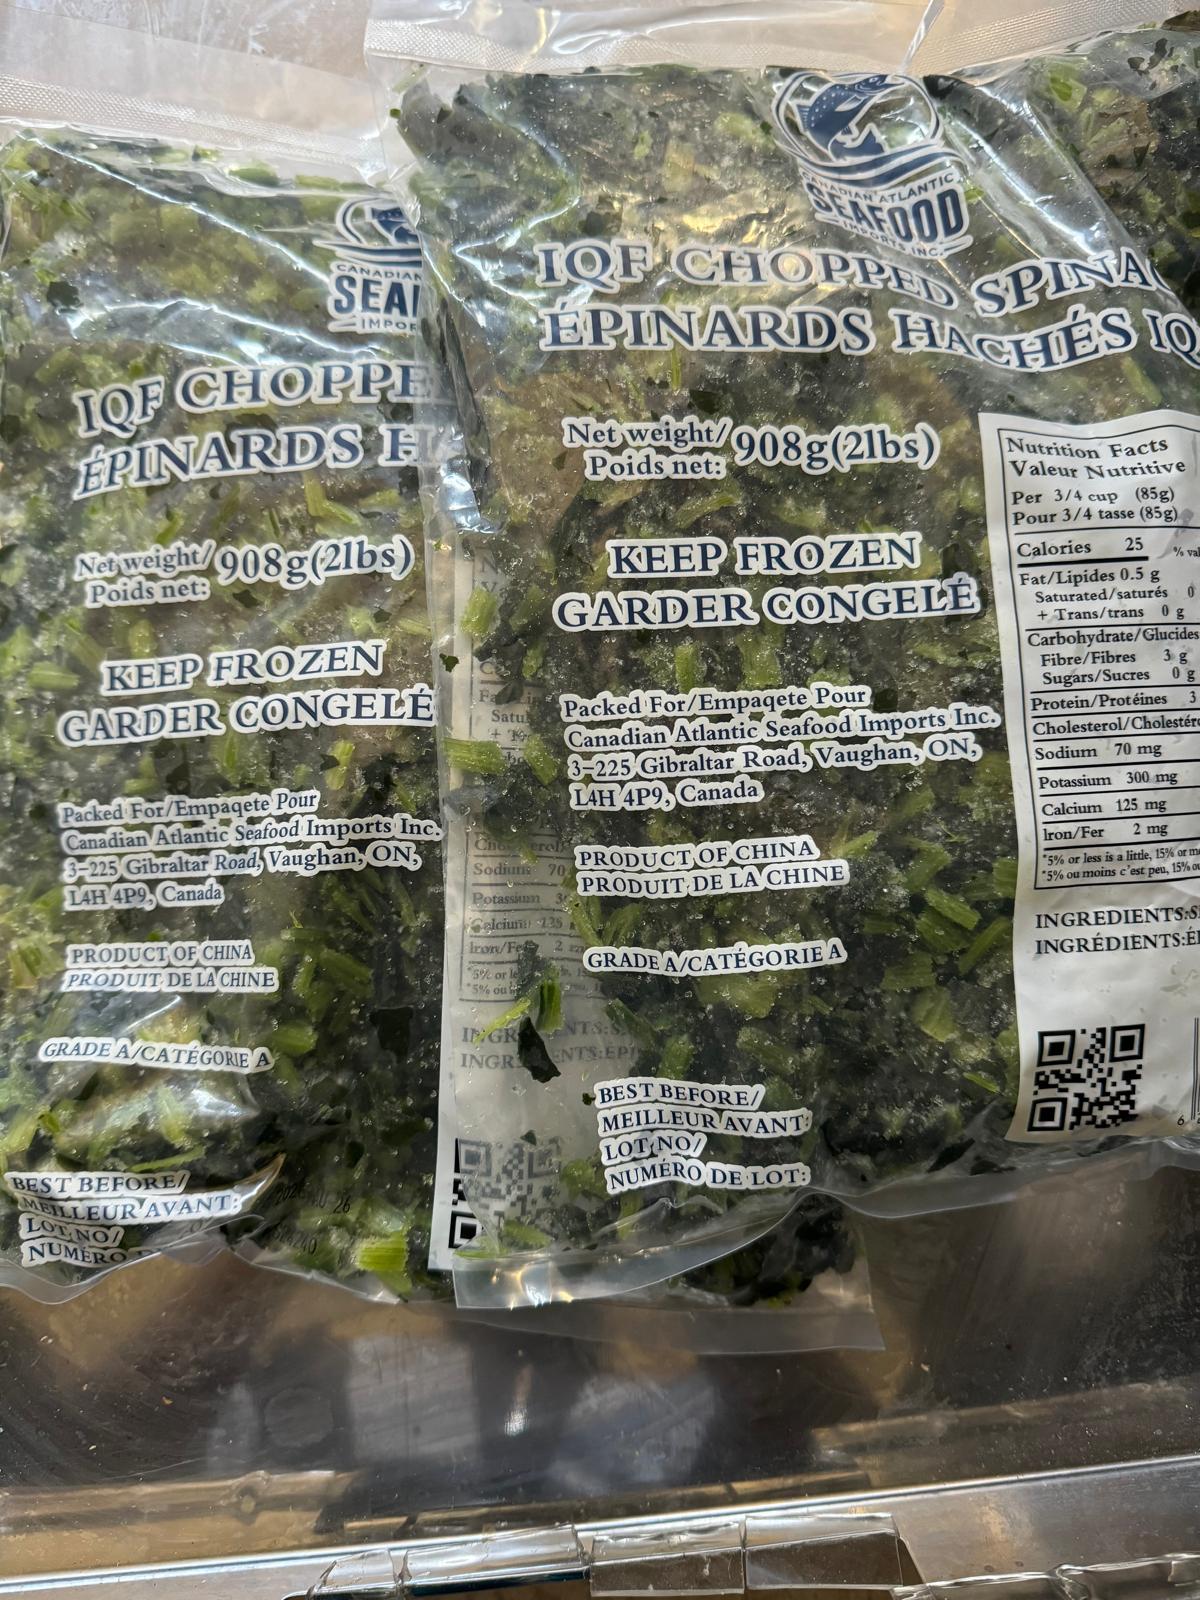 CANADIAN
SEA
IQF CHOPPE
ÉPINARDS H
Net weight/ 908g(2lbs)
Poids net:
KEEP FROZEN
GARDER CONGELÉ
Packed For/Empaqete Pour
Canadian Atlantic Seafood Imports Inc.
3-225 Gibraltar Road, Vaughan, ON,
L4H 4P9, Canada
PRODUCT OF CHINA
PRODUIT DE LA CHINE
GRADE A/CATÉGORIE A
BEST BEFORE/
MEILLEUR AVANT:
LOT NO/
NUMÉRO
CANADIAN ATLANTIC
SEAFOOD
IMPORTS INC.
IQF CHOPPED SPINA
ÉPINARDS HACHÉS IQ
Net weight/ 908g(2lbs)
Poids net:
KEEP FROZEN
GARDER CONGELÉ
Packed For/Empaqete Pour
Canadian Atlantic Seafood Imports Inc.
3-225 Gibraltar Road, Vaughan, ON,
L4H 4P9, Canada
PRODUCT OF CHINA
PRODUIT DE LA CHINE
GRADE A/CATÉGORIE A
BEST BEFORE/
MEILLEUR AVANT:
LOT NO/
NUMÉRO DE LOT:
Nutrition Facts
Valeur Nutritive
Per 3/4 cup (85g)
Pour 3/4 tasse (85g)
Calories 25
% va
Fat/Lipides 0.5 g
Saturated/saturés 0
+ Trans/trans 0 g
Carbohydrate/Glucides
Fibre/Fibres 3 g
Sugars/Sucres 0 g
Protein/Protéines 3
Cholesterol/Cholestéro
Sodium 70 mg
Potassium 300 mg
Calcium 125 mg
Iron/Fer 2 mg
*5% or less is a little, 15% or m
*5% ou moins c'est peu, 15% ou
INGREDIENTS:S
INGRÉDIENTS:É